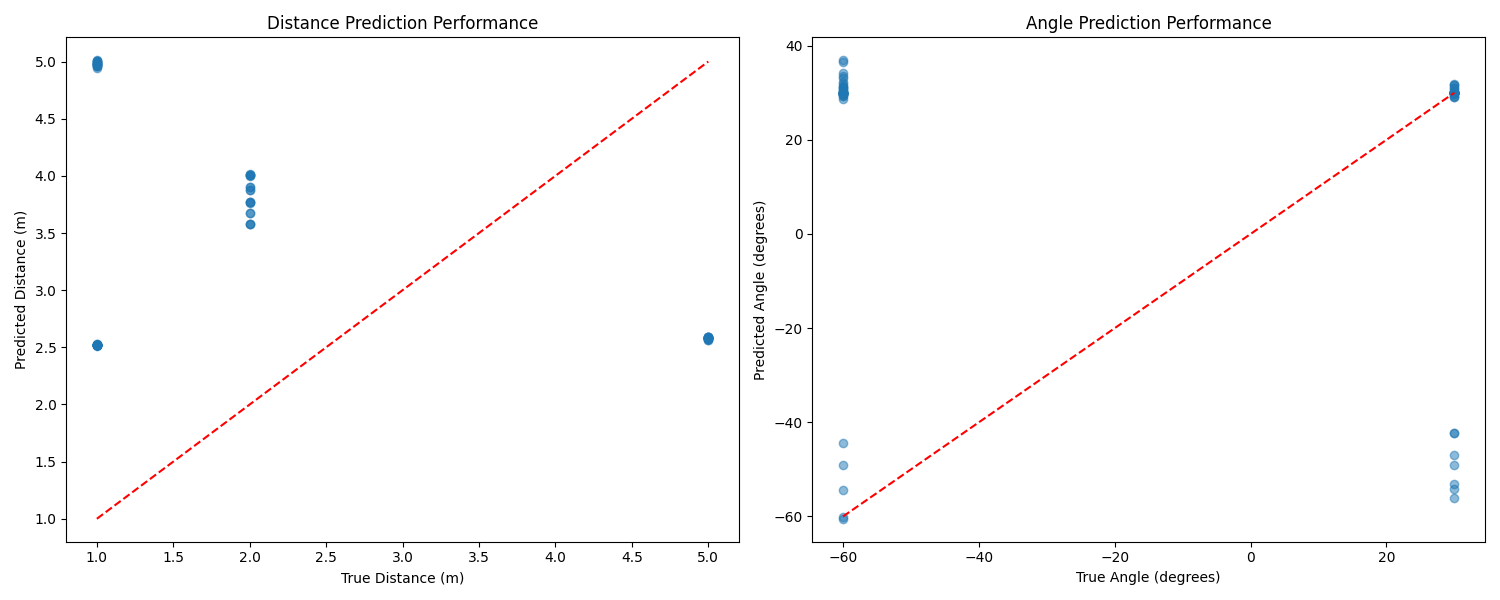 Distance Prediction Performance
Predicted Distance (m)
5.0
4.5
4.0
3.5
3.0
2.5
2.0
1.5
1.0
1.0 1.5 2.0 2.5 3.0 3.5 4.0 4.5 5.0
True Distance (m)
Angle Prediction Performance
Predicted Angle (degrees)
40
20
0
−20
−40
−60
−60 −40 −20 0 20
True Angle (degrees)